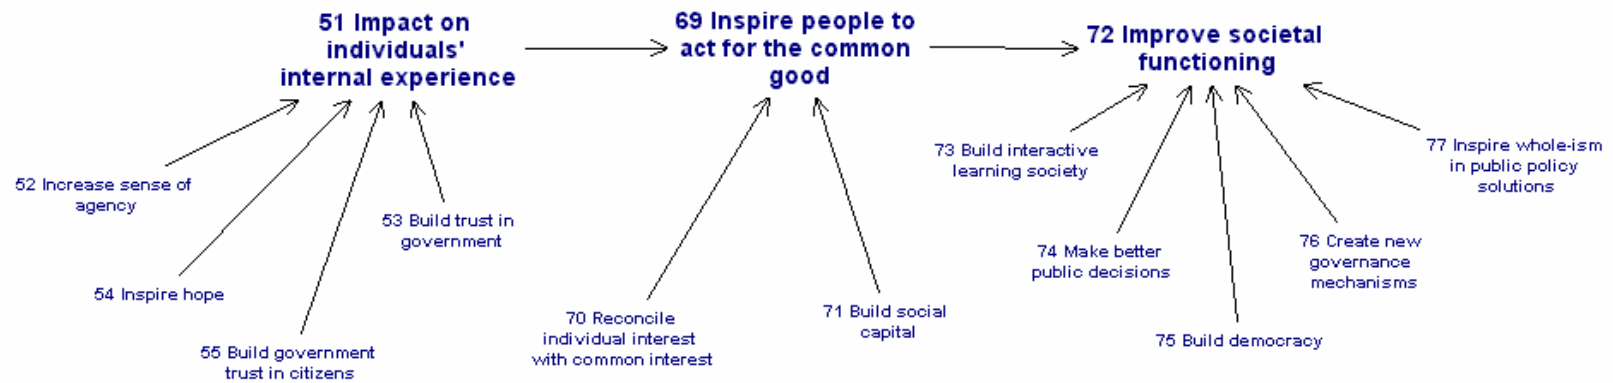 51 Impact on
individuals'
internal experience
69 Inspire people to
act for the common
good
72 Improve societal
functioning
52 Increase sense of
agency
54 Inspire hope
55 Build government
trust in citizens
53 Build trust in
government
70 Reconcile
individual interest
with common interest
71 Build social
capital
73 Build interactive
learning society
74 Make better
public decisions
75 Build democracy
76 Create new
governance
mechanisms
77 Inspire whole-ism
in public policy
solutions